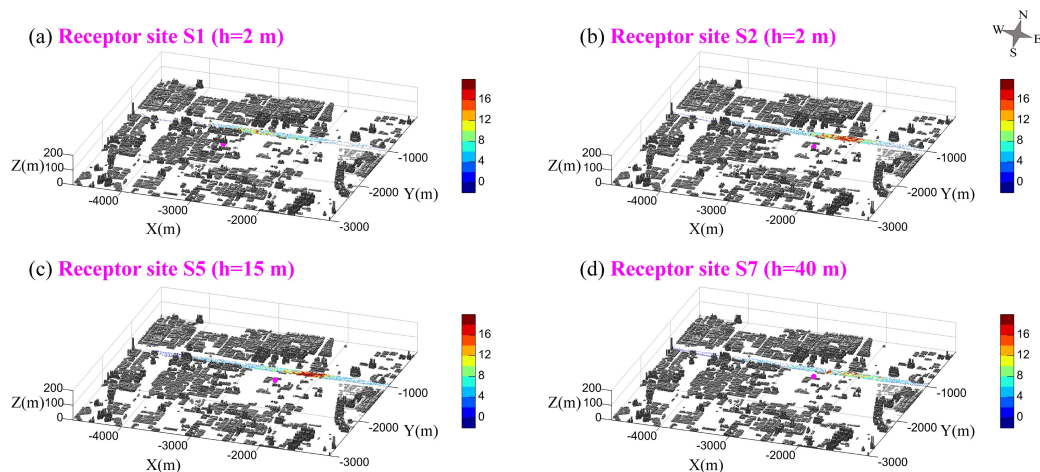 (a) Receptor site S1 (h=2 m)
(b) Receptor site S2 (h=2 m)
N
W E
S
16
12
8
4
0
Z(m)
200
100
0
-4000
-3000
-2000
X(m)
-1000
-2000
-3000
Y(m)
16
12
8
4
0
Z(m)
200
100
0
-4000
-3000
-2000
X(m)
-1000
-2000
-3000
Y(m)
(c) Receptor site S5 (h=15 m)
(d) Receptor site S7 (h=40 m)
16
12
8
4
0
Z(m)
200
100
0
-4000
-3000
-2000
X(m)
-1000
-2000
-3000
Y(m)
16
12
8
4
0
Z(m)
200
100
0
-4000
-3000
-2000
X(m)
-1000
-2000
-3000
Y(m)